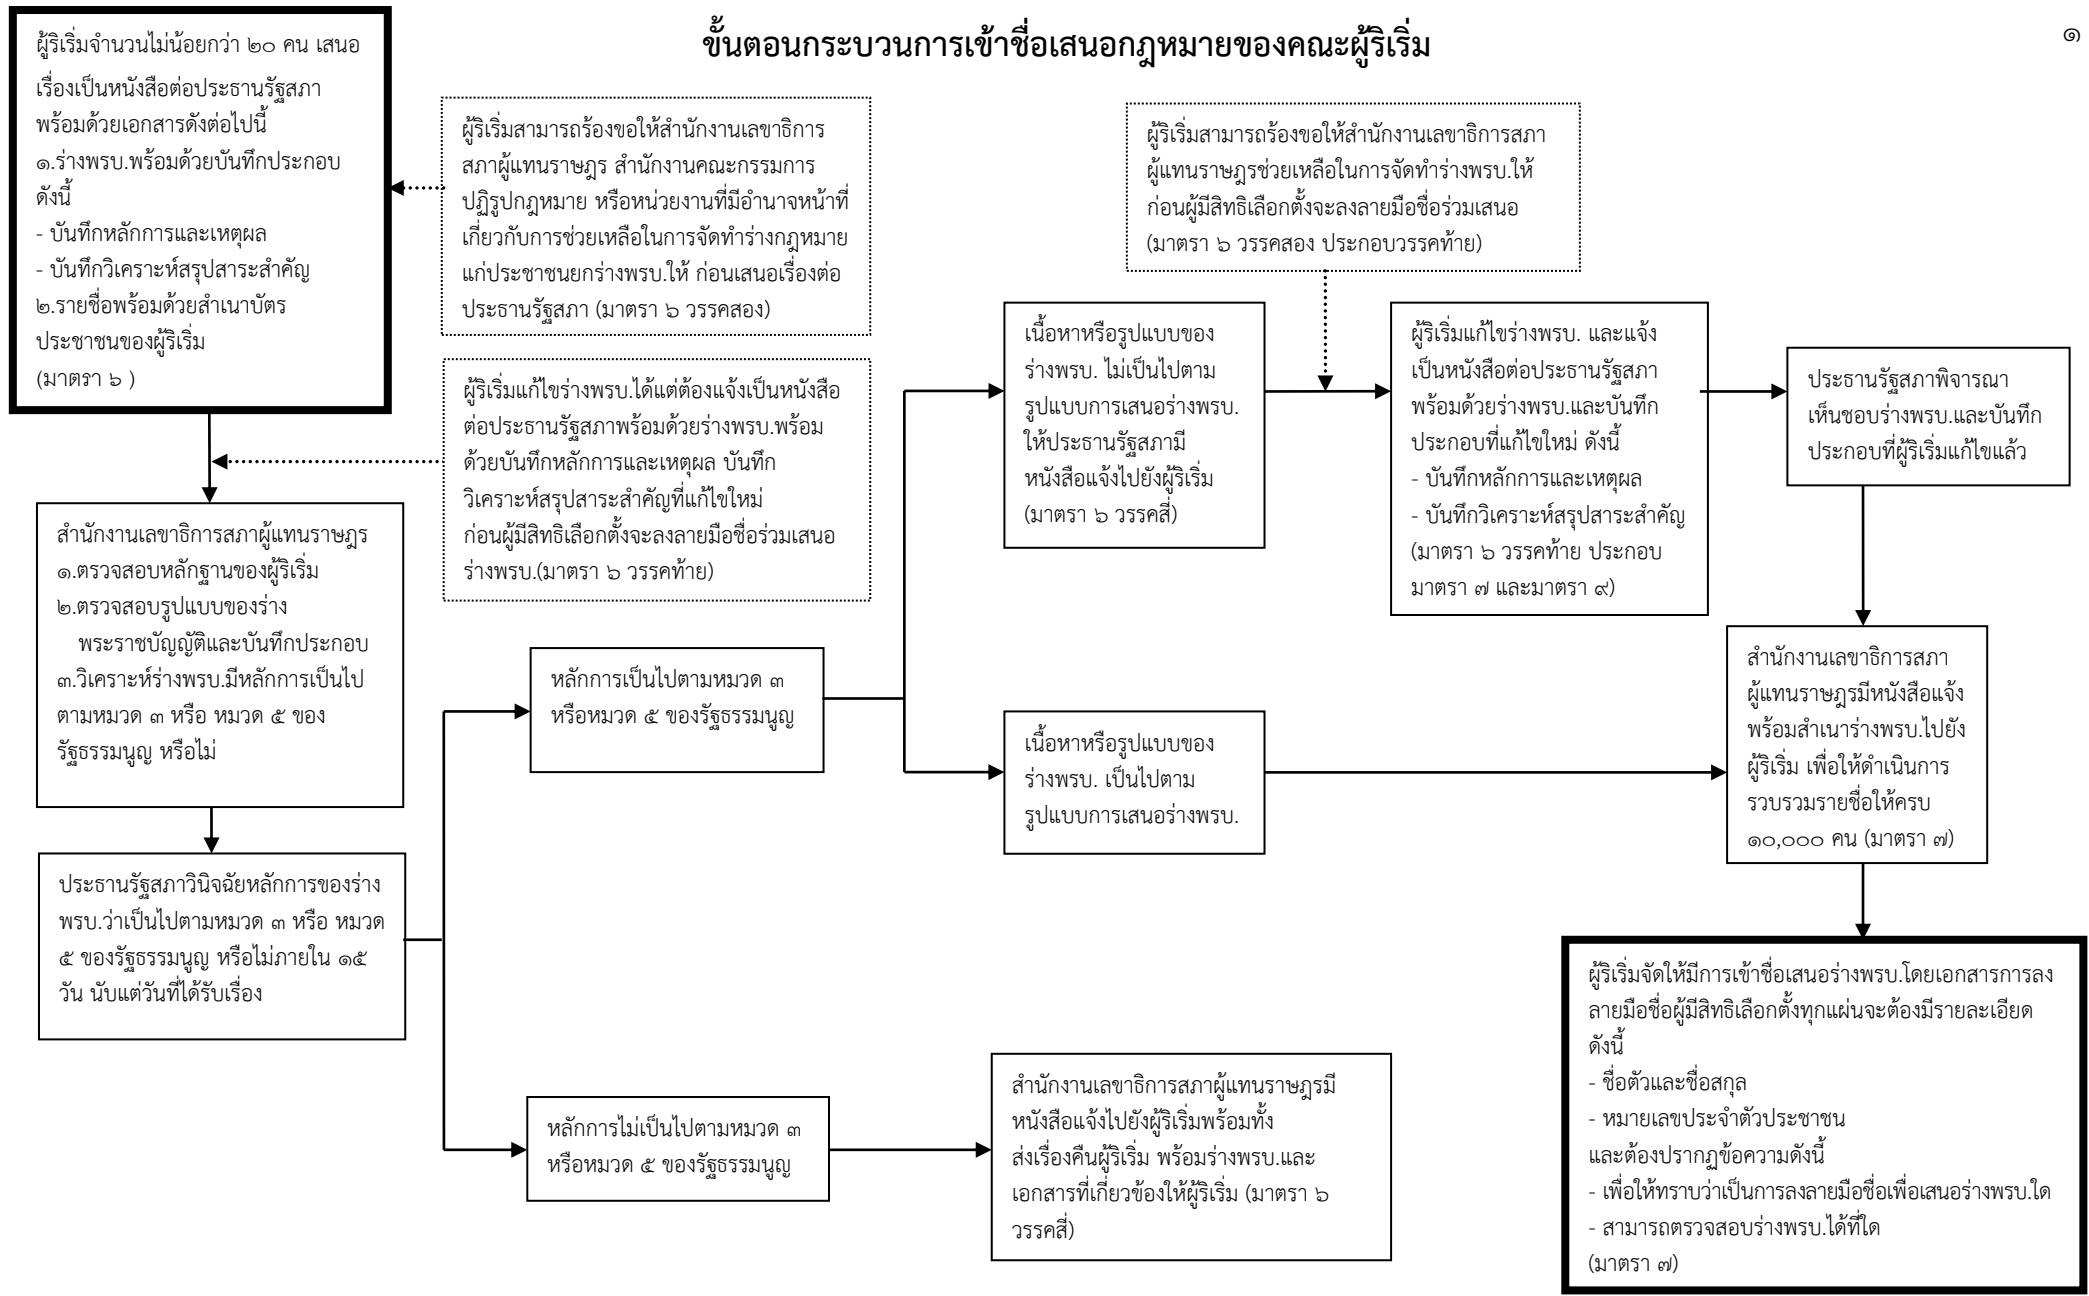 ขั้นตอนกระบวนการเข้าชื่อเสนอกฎหมายของคณะผู้ริเริ่ม
๑
ผู้ริเริ่มจำนวนไม่น้อยกว่า ๒๐ คน เสนอ
เรื่องเป็นหนังสือต่อประธานรัฐสภา
พร้อมด้วยเอกสารดังต่อไปนี้
๑.ร่างพรบ.พร้อมด้วยบันทึกประกอบ
ดังนี้
- บันทึกหลักการและเหตุผล
- บันทึกวิเคราะห์สรุปสาระสำคัญ
๒.รายชื่อพร้อมด้วยสำเนาบัตร
ประชาชนของผู้ริเริ่ม
(มาตรา ๖ )
ผู้ริเริ่มสามารถร้องขอให้สำนักงานเลขาธิการ
สภาผู้แทนราษฎร สำนักงานคณะกรรมการ
ปฏิรูปกฎหมาย หรือหน่วยงานที่มีอำนาจหน้าที่
เกี่ยวกับการช่วยเหลือในการจัดทำร่างกฎหมาย
แก่ประชาชนยกร่างพรบ.ให้ ก่อนเสนอเรื่องต่อ
ประธานรัฐสภา (มาตรา ๖ วรรคสอง)
ผู้ริเริ่มแก้ไขร่างพรบ.ได้แต่ต้องแจ้งเป็นหนังสือ
ต่อประธานรัฐสภาพร้อมด้วยร่างพรบ.พร้อม
ด้วยบันทึกหลักการและเหตุผล บันทึก
วิเคราะห์สรุปสาระสำคัญที่แก้ไขใหม่
ก่อนผู้มีสิทธิเลือกตั้งจะลงลายมือชื่อร่วมเสนอ
ร่างพรบ.(มาตรา ๖ วรรคท้าย)
สำนักงานเลขาธิการสภาผู้แทนราษฎร
๑.ตรวจสอบหลักฐานของผู้ริเริ่ม
๒.ตรวจสอบรูปแบบของร่าง
พระราชบัญญัติและบันทึกประกอบ
๓.วิเคราะห์ร่างพรบ.มีหลักการเป็นไป
ตามหมวด ๓ หรือ หมวด ๕ ของ
รัฐธรรมนูญ หรือไม่
ประธานรัฐสภาวินิจฉัยหลักการของร่าง
พรบ.ว่าเป็นไปตามหมวด ๓ หรือ หมวด
๕ ของรัฐธรรมนูญ หรือไม่ภายใน ๑๕
วัน นับแต่วันที่ได้รับเรื่อง
หลักการเป็นไปตามหมวด ๓
หรือหมวด ๕ ของรัฐธรรมนูญ
หลักการไม่เป็นไปตามหมวด ๓
หรือหมวด ๕ ของรัฐธรรมนูญ
สำนักงานเลขาธิการสภาผู้แทนราษฎรมี
หนังสือแจ้งไปยังผู้ริเริ่มพร้อมทั้ง
ส่งเรื่องคืนผู้ริเริ่ม พร้อมร่างพรบ.และ
เอกสารที่เกี่ยวข้องให้ผู้ริเริ่ม (มาตรา ๖
วรรคสี่)
เนื้อหาหรือรูปแบบของ
ร่างพรบ. ไม่เป็นไปตาม
รูปแบบการเสนอร่างพรบ.
ให้ประธานรัฐสภามี
หนังสือแจ้งไปยังผู้ริเริ่ม
(มาตรา ๖ วรรคสี่)
เนื้อหาหรือรูปแบบของ
ร่างพรบ. เป็นไปตาม
รูปแบบการเสนอร่างพรบ.
ผู้ริเริ่มสามารถร้องขอให้สำนักงานเลขาธิการสภา
ผู้แทนราษฎรช่วยเหลือในการจัดทำร่างพรบ.ให้
ก่อนผู้มีสิทธิเลือกตั้งจะลงลายมือชื่อร่วมเสนอ
(มาตรา ๖ วรรคสอง ประกอบวรรคท้าย)
ผู้ริเริ่มแก้ไขร่างพรบ. และแจ้ง
เป็นหนังสือต่อประธานรัฐสภา
พร้อมด้วยร่างพรบ.และบันทึก
ประกอบที่แก้ไขใหม่ ดังนี้
- บันทึกหลักการและเหตุผล
- บันทึกวิเคราะห์สรุปสาระสำคัญ
(มาตรา ๖ วรรคท้าย ประกอบ
มาตรา ๗ และมาตรา ๙)
ประธานรัฐสภาพิจารณา
เห็นชอบร่างพรบ.และบันทึก
ประกอบที่ผู้ริเริ่มแก้ไขแล้ว
สำนักงานเลขาธิการสภา
ผู้แทนราษฎรมีหนังสือแจ้ง
พร้อมสำเนาร่างพรบ.ไปยัง
ผู้ริเริ่ม เพื่อให้ดำเนินการ
รวบรวมรายชื่อให้ครบ
๑๐,๐๐๐ คน (มาตรา ๗)
ผู้ริเริ่มจัดให้มีการเข้าชื่อเสนอร่างพรบ.โดยเอกสารการลง
ลายมือชื่อผู้มีสิทธิเลือกตั้งทุกแผ่นจะต้องมีรายละเอียด
ดังนี้
- ชื่อตัวและชื่อสกุล
- หมายเลขประจำตัวประชาชน
และต้องปรากฏข้อความดังนี้
- เพื่อให้ทราบว่าเป็นการลงลายมือชื่อเพื่อเสนอร่างพรบ.ใด
- สามารถตรวจสอบร่างพรบ.ได้ที่ใด
(มาตรา ๗)